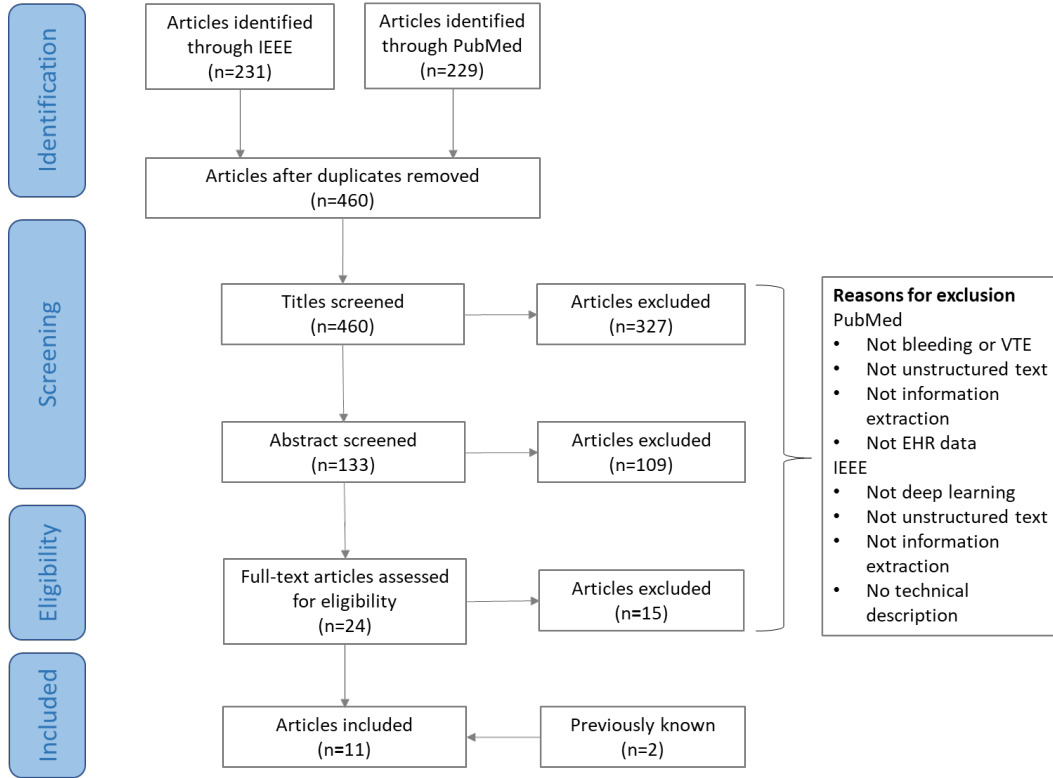 Identification
Articles identified
through IEEE
(n=231)
Articles identified
through PubMed
(n=229)
Articles after duplicates removed
(n=460)
Screening
Titles screened
(n=460)
Articles excluded
(n=327)
Abstract screened
(n=133)
Articles excluded
(n=109)
Reasons for exclusion
PubMed
• Not bleeding or VTE
• Not unstructured text
• Not information
extraction
• Not EHR data
IEEE
• Not deep learning
• Not unstructured text
• Not information
extraction
• No technical
description
Eligibility
Full-text articles assessed
for eligibility
(n=24)
Articles excluded
(n=15)
Included
Articles included
(n=11)
Previously known
(n=2)